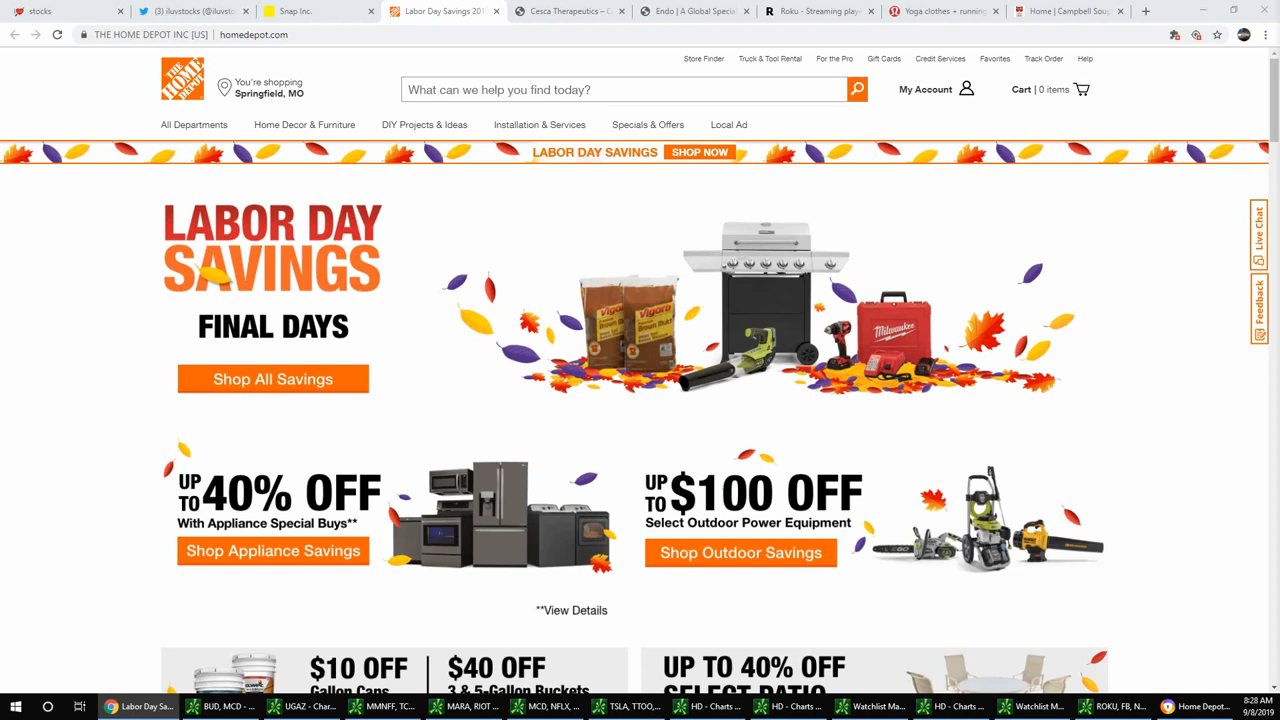 stocks
(3) iluvstocks (@iluvsto
Snap Inc.
Labor Day Savings 201
Cesca Therapeutics – C
Endo | A Global Speciali
Roku - Streaming playe
Yoga clothes + running
Home | Campbell Soup
THE HOME DEPOT INC [US] | homedepot.com
Store Finder Truck & Tool Rental For the Pro Gift Cards Credit Services Favorites Track Order Help
THE HOME DEPOT
You're shopping
Springfield, MO
What can we help you find today?
My Account
Cart | 0 items
All Departments Home Decor & Furniture DIY Projects & Ideas Installation & Services Specials & Offers Local Ad
LABOR DAY SAVINGS SHOP NOW
LABOR DAY
SAVINGS
FINAL DAYS
Shop All Savings
Vigoro
Milwaukee
Live Chat
Feedback
UP TO 40% OFF
With Appliance Special Buys**
Shop Appliance Savings
UP TO $100 OFF
Select Outdoor Power Equipment
Shop Outdoor Savings
**View Details
$10 OFF
Gallon Cans
$40 OFF
3 & 5-Gallon Buckets
UP TO 40% OFF
SELECT PATIO
Labor Day Sa...
BUD, MCD - ...
UGAZ - Char...
MMNFF, TC...
MARA, RIOT ...
MCD, NFLX, ...
TSLA, TTOO,...
HD - Charts ...
HD - Charts ...
Watchlist Ma...
HD - Charts ...
Watchlist M...
ROKU, FB, N...
Home Depot...
8:28 AM
9/8/2019